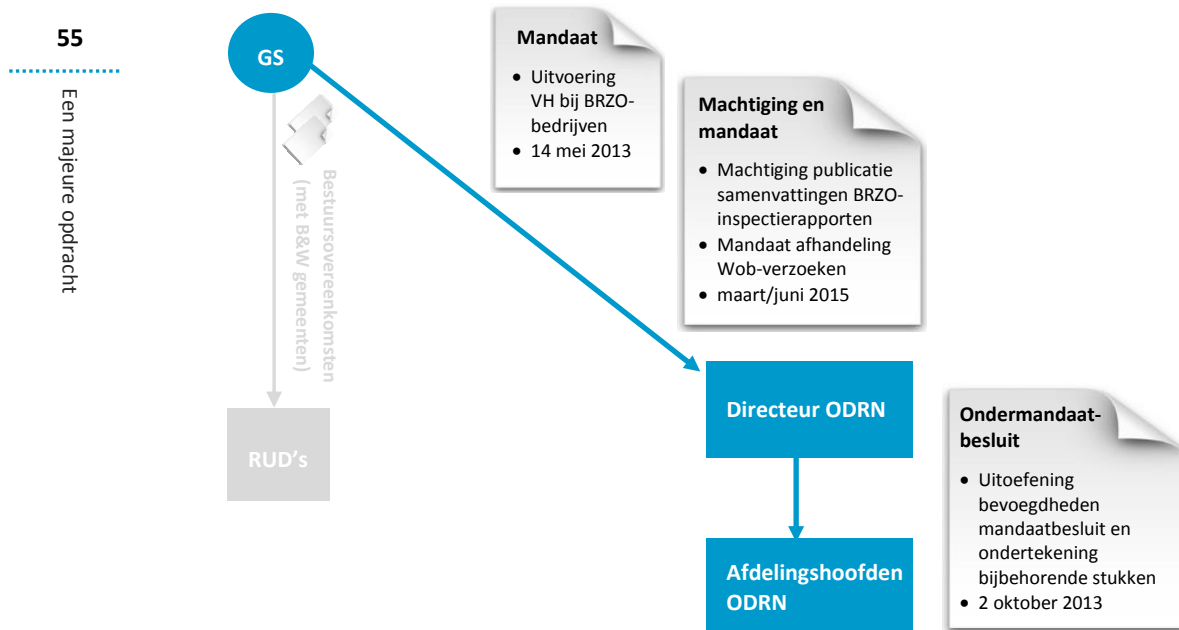 55
Een majeure opdracht
GS
Bestuursovereenkomsten
(met B&W gemeenten)
RUD's
Mandaat
• Uitvoering
VH bij BRZO-
bedrijven
• 14 mei 2013
Machtiging en
mandaat
• Machtiging publicatie
samenvattingen BRZO-
inspectierapporten
• Mandaat afhandeling
Wob-verzoeken
• maart/juni 2015
Directeur ODRN
Afdelingshoofden
ODRN
Ondermandaat-
besluit
• Uitoefening
bevoegdheden
mandaatbesluit en
ondertekening
bijbehorende stukken
• 2 oktober 2013